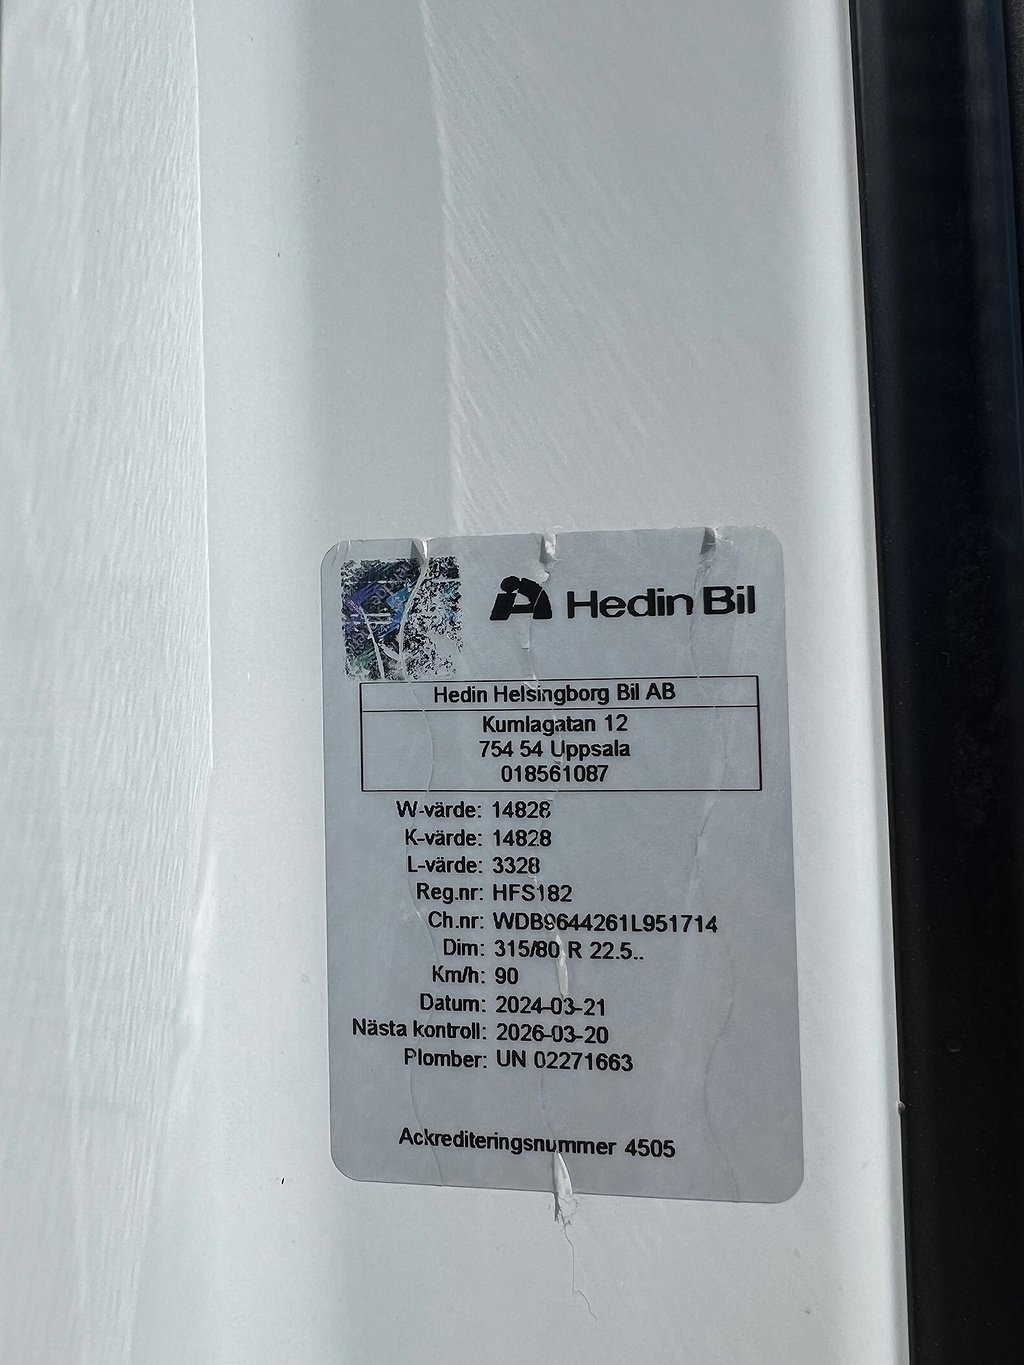 Hedin Bil
Hedin Helsingborg Bil AB
Kumlagatan 12
754 54 Uppsala
018561087
W-värde: 14828
K-värde: 14828
L-värde: 3328
Reg.nr: HFS182
Ch.nr: WDB9644261L951714
Dim: 315/80 R 22.5..
Km/h: 90
Datum: 2024-03-21
Nästa kontroll: 2026-03-20
Plomber: UN 02271663
Ackrediteringsnummer 4505